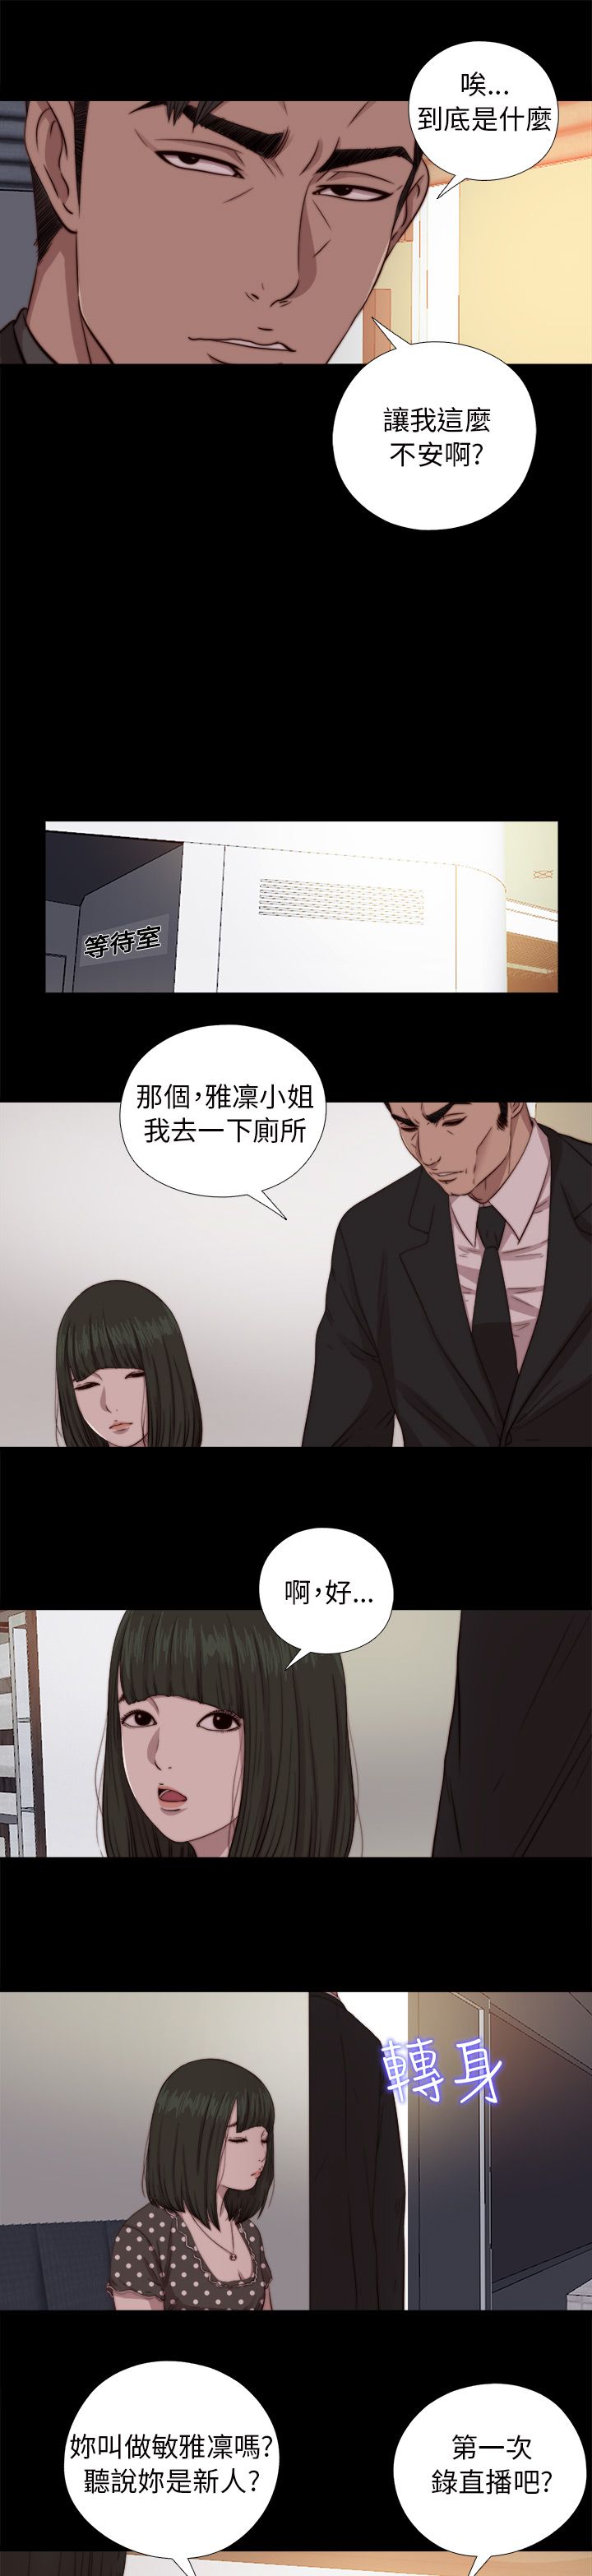 唉...
到底是什麼
讓我這麼
不安啊?
等待室
那個,雅凜小姐
我去一下廁所
啊,好...
轉身
妳叫做敏雅凜嗎?
聽說妳是新人?
第一次
錄直播吧?